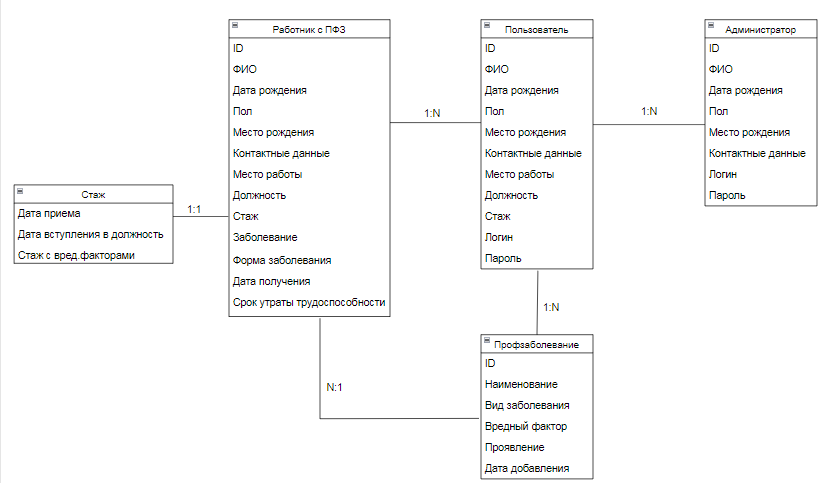 Работник с ПФЗ
ID
ФИО
Дата рождения
Пол
Место рождения
Контактные данные
Место работы
Должность
Стаж
Заболевание
Форма заболевания
Дата получения
Срок утраты трудоспособности
1:N
Пользователь
ID
ФИО
Дата рождения
Пол
Место рождения
Контактные данные
Место работы
Должность
Стаж
Логин
Пароль
1:N
Администратор
ID
ФИО
Дата рождения
Пол
Место рождения
Контактные данные
Логин
Пароль
Стаж
Дата приема
Дата вступления в должность
Стаж с вред.факторами
1:1
1:N
N:1
Профзаболевание
ID
Наименование
Вид заболевания
Вредный фактор
Проявление
Дата добавления